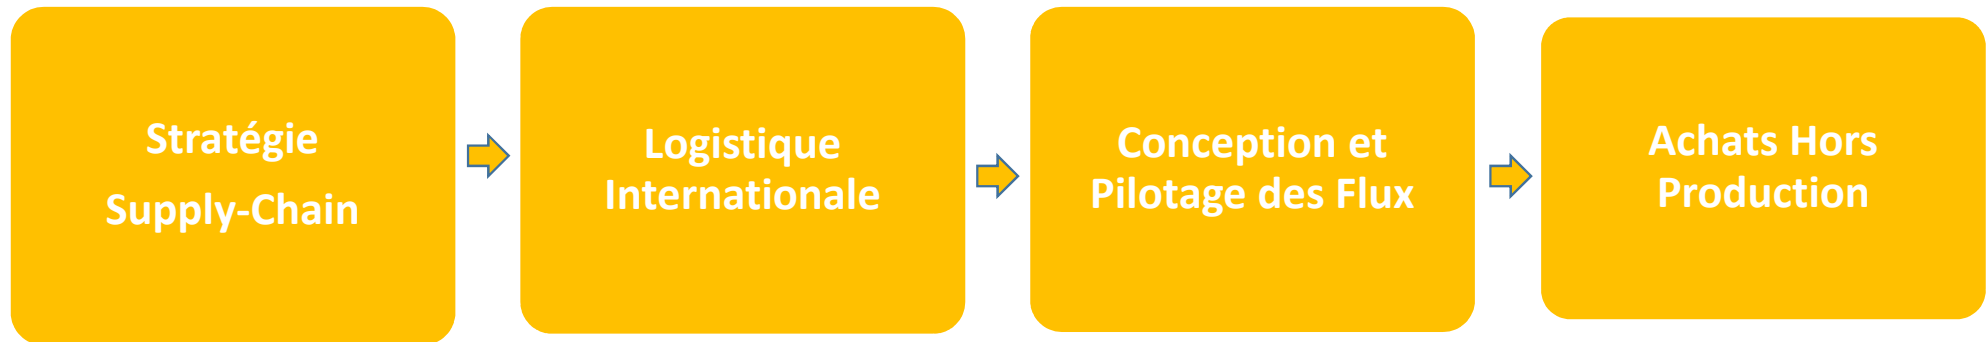 Stratégie
Supply-Chain
Logistique
Internationale
Conception et
Pilotage des Flux
Achats Hors
Production